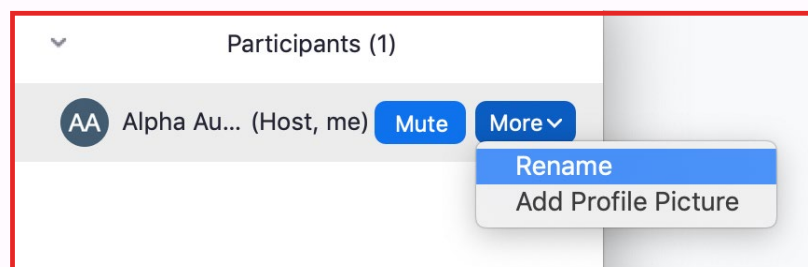 Participants (1)
AA Alpha Au... (Host, me) Mute More
Rename
Add Profile Picture